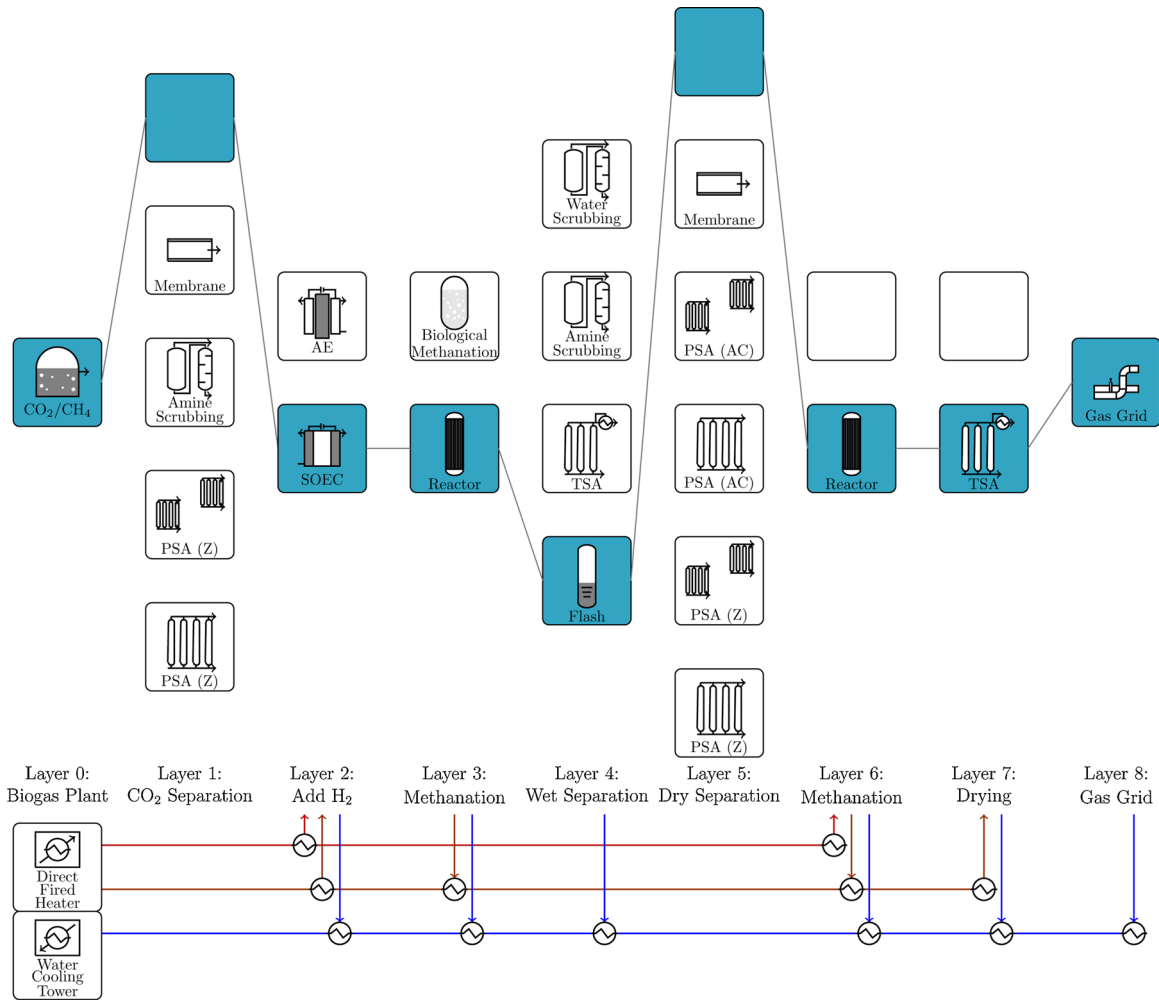 Membrane
CO₂/CH₄
Amine
Scrubbing
PSA (Z)
PSA (Z)
AE
SOEC
Biological
Methanation
Reactor
Water
Scrubbing
Amine
Scrubbing
TSA
Flash
Membrane
PSA (AC)
PSA (AC)
PSA (Z)
PSA (Z)
Reactor
TSA
Gas Grid
Layer 0:
Biogas Plant
Layer 1:
CO₂ Separation
Layer 2:
Add H₂
Layer 3:
Methanation
Layer 4:
Wet Separation
Layer 5:
Dry Separation
Layer 6:
Methanation
Layer 7:
Drying
Layer 8:
Gas Grid
Direct
Fired
Heater
Water
Cooling
Tower